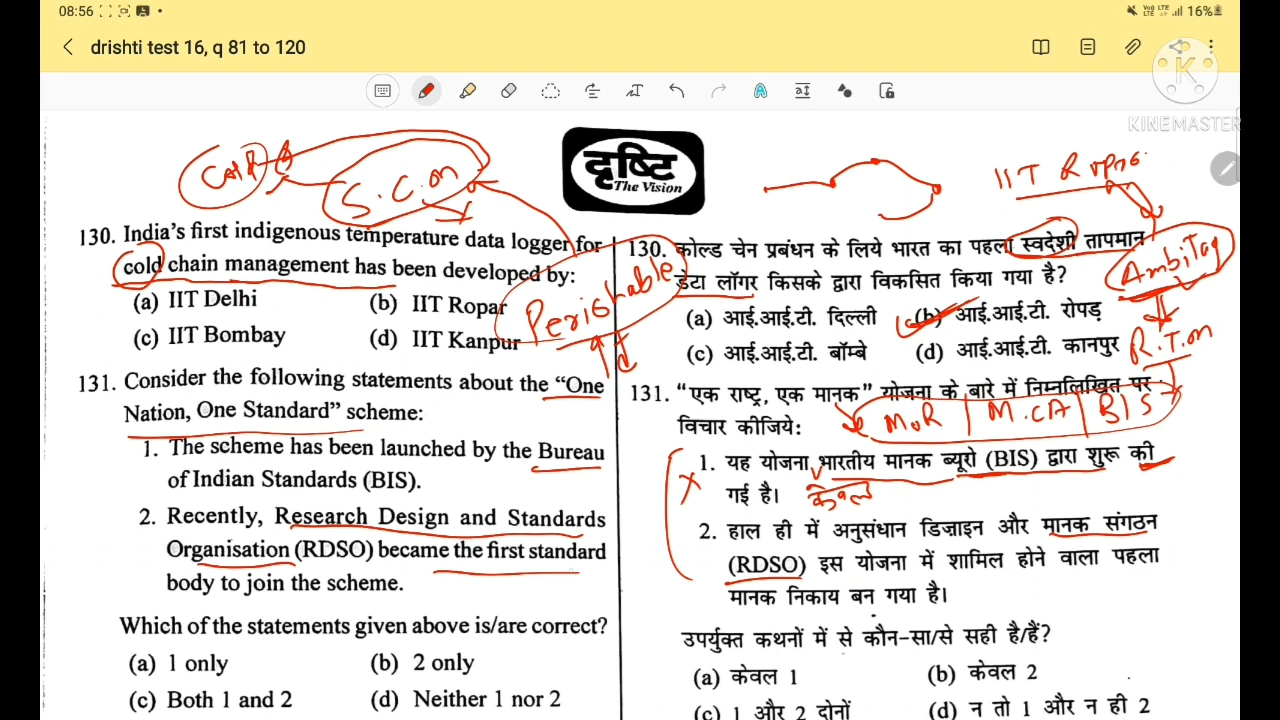 08:56
Vo) LTE
LTE
16%
drishti test 16, q 81 to 120
K
KINEMASTER
दृष्टि
The Vision
S.C.M
IIT Ropar
130. India's first indigenous temperature data logger for
cold chain management has been developed by:
(a) IIT Delhi (b) IIT Ropar
(c) IIT Bombay (d) IIT Kanpur
Perishable
131. Consider the following statements about the "One
Nation, One Standard" scheme:
1. The scheme has been launched by the Bureau
of Indian Standards (BIS).
2. Recently, Research Design and Standards
Organisation (RDSO) became the first standard
body to join the scheme.
Which of the statements given above is/are correct?
(a) 1 only (b) 2 only
(c) Both 1 and 2 (d) Neither 1 nor 2
130. कोल्ड चेन प्रबंधन के लिये भारत का पहला स्वदेशी तापमान
डेटा लॉगर किसके द्वारा विकसित किया गया है?
AmbiTag
(a) आई.आई.टी. दिल्ली (b) आई.आई.टी. रोपड़
(c) आई.आई.टी. बॉम्बे (d) आई.आई.टी. कानपुर
R.T.M
131. "एक राष्ट्र, एक मानक" योजना के बारे में निम्नलिखित पर
विचार कीजिये:
MoR | M.CA | BIS
1. यह योजना भारतीय मानक ब्यूरो (BIS) द्वारा शुरू की
गई है। केवल
2. हाल ही में अनुसंधान डिज़ाइन और मानक संगठन
(RDSO) इस योजना में शामिल होने वाला पहला
मानक निकाय बन गया है।
उपर्युक्त कथनों में से कौन-सा/से सही है/हैं?
(a) केवल 1 (b) केवल 2
(c) 1 और 2 दोनों (d) न तो 1 और न ही 2